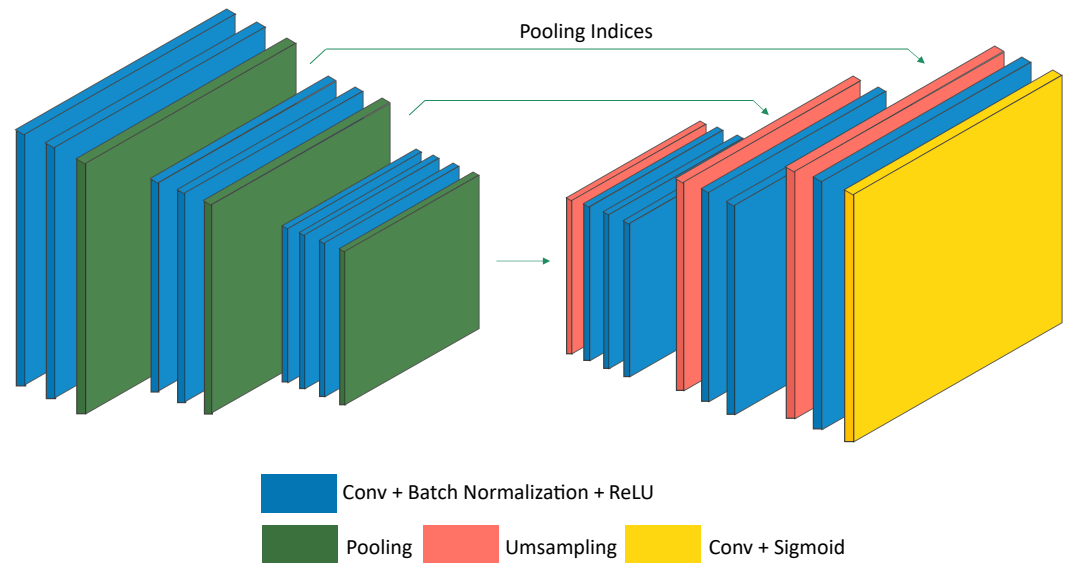 Pooling Indices
Conv + Batch Normalization + ReLU
Pooling
Umsampling
Conv + Sigmoid